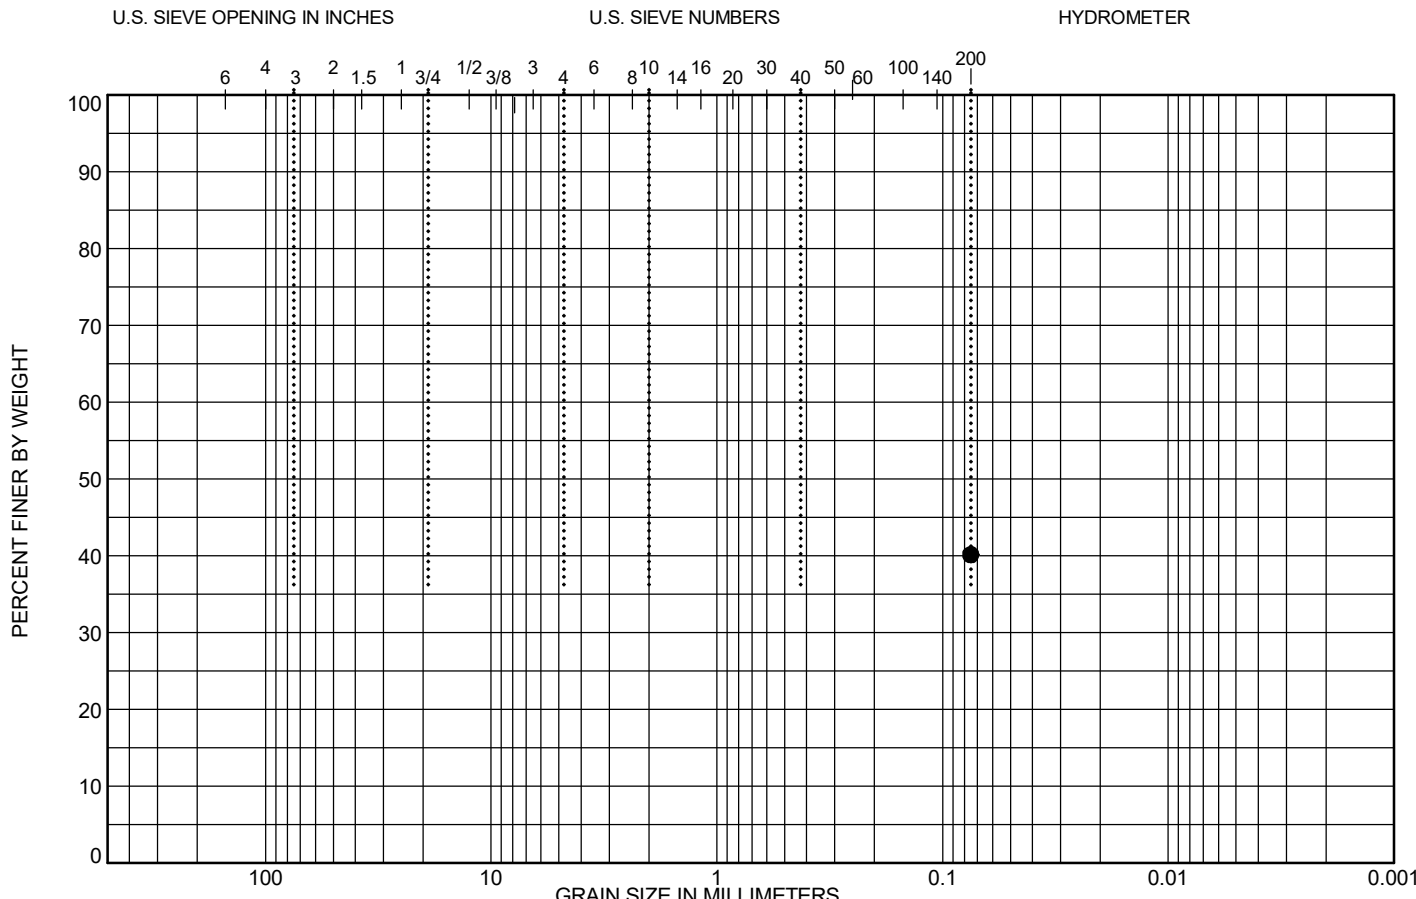 U.S. SIEVE OPENING IN INCHES U.S. SIEVE NUMBERS HYDROMETER
6 4 3 2 1.5 1 3/4 1/2 3/8 3 4 6 8 10 14 16 20 30 40 50 60 100 140 200
100
90
80
70
60
50
40
30
20
10
0
PERCENT FINER BY WEIGHT
100 10 1 0.1 0.01 0.001
GRAIN SIZE IN MILLIMETERS